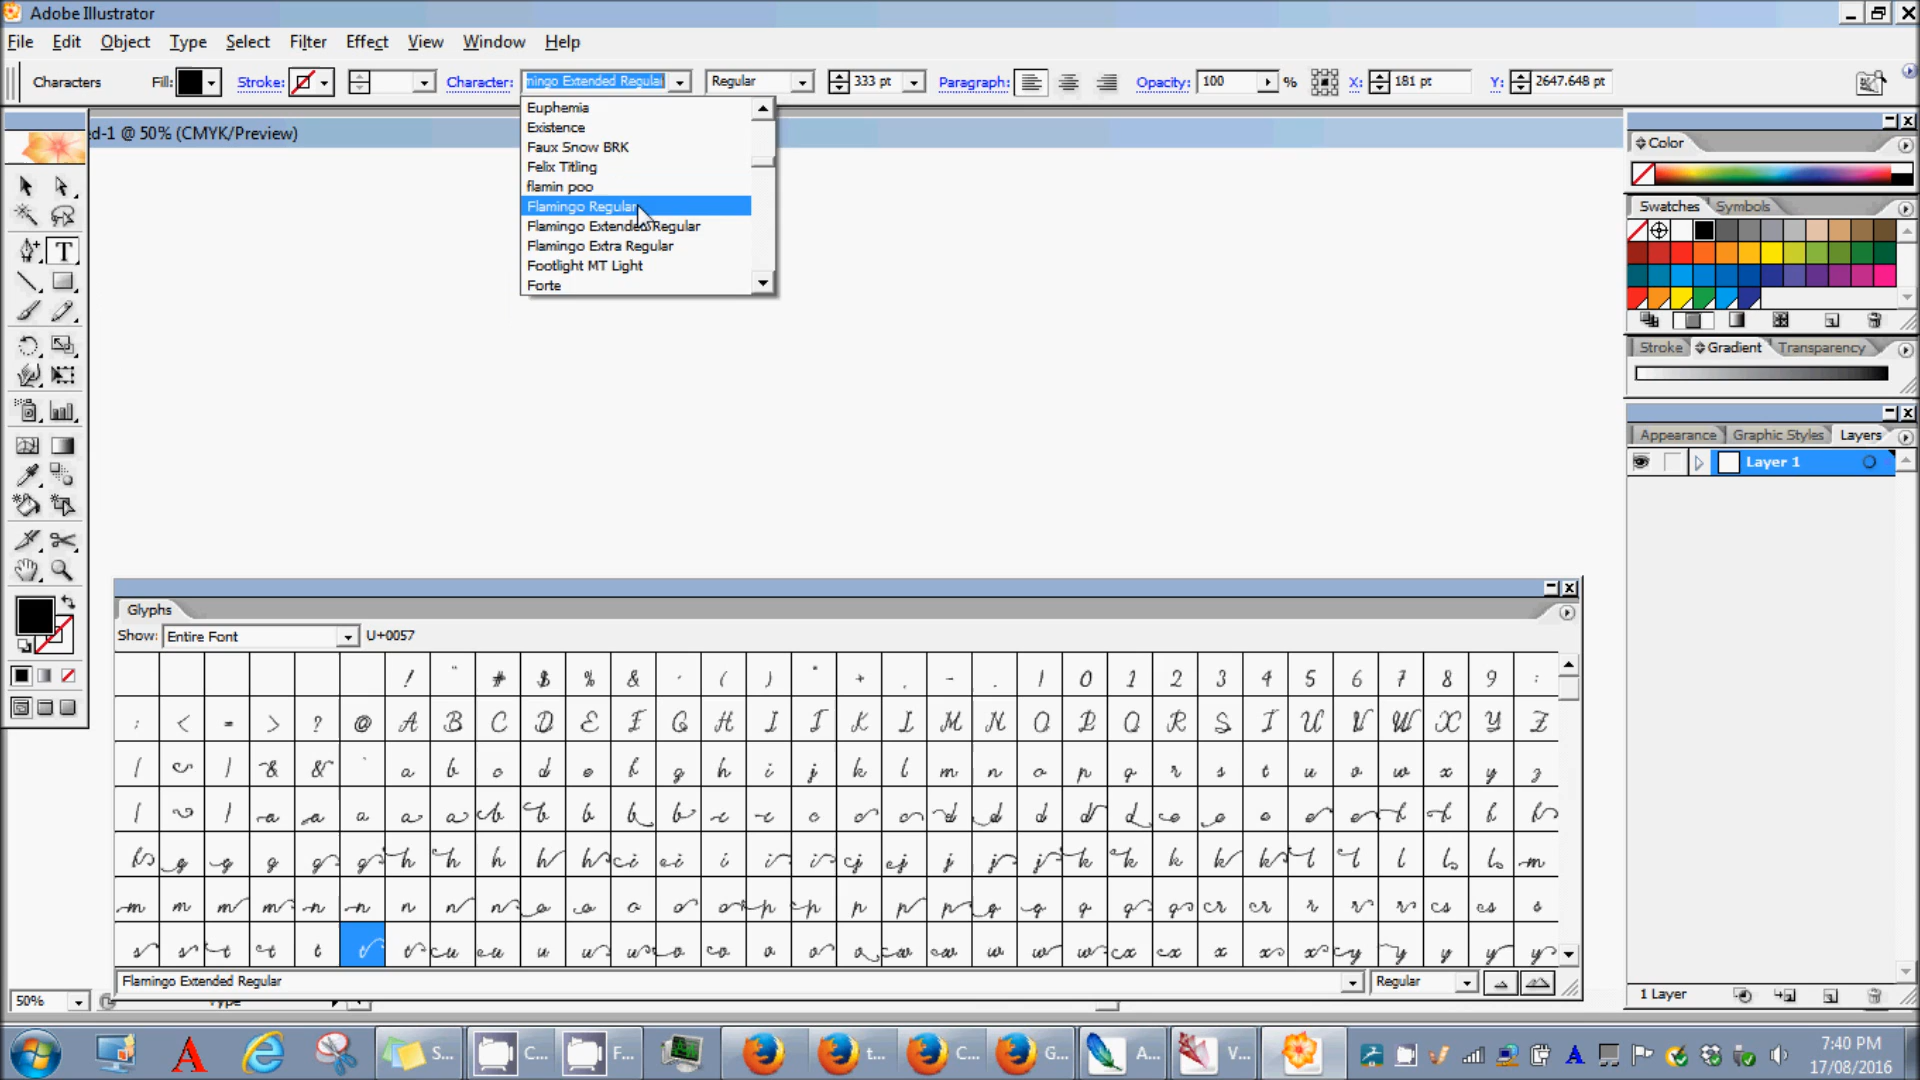 Adobe Illustrator
File Edit Object Type Select Filter Effect View Window Help
Characters Fill: Stroke: Character: mingo Extended Regular Regular 333 pt Paragraph: Opacity: 100 % X: 181 pt Y: 2647.648 pt
Euphemia
Existence
Faux Snow BRK
Felix Titling
flamin poo
Flamingo Regular
Flamingo Extended Regular
Flamingo Extra Regular
Footlight MT Light
Forte
d-1 @ 50% (CMYK/Preview)
Color
Swatches Symbols
Stroke Gradient Transparency
Appearance Graphic Styles Layers
Layer 1
Glyphs
Show: Entire Font U+0057
! " # $ % & ' ( ) * + , - . / 0 1 2 3 4 5 6 7 8 9 :
; < = > ? @ A B C D E F G H I J K L M N O P Q R S T U V W X Y Z
a b c d e f g h i j k l m n o p q r s t u v w x y z
Flamingo Extended Regular Regular
50% Type
1 Layer
S... C... F... t... C... G... A... V...
7:40 PM
17/08/2016